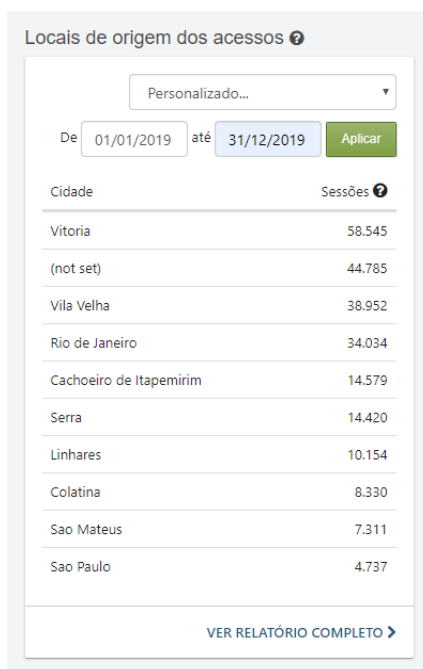 Locais de origem dos acessos ?
Personalizado...
De 01/01/2019 até 31/12/2019 Aplicar
Cidade Sessões ?
Vitoria 58.545
(not set) 44.785
Vila Velha 38.952
Rio de Janeiro 34.034
Cachoeiro de Itapemirim 14.579
Serra 14.420
Linhares 10.154
Colatina 8.330
Sao Mateus 7.311
Sao Paulo 4.737
VER RELATÓRIO COMPLETO